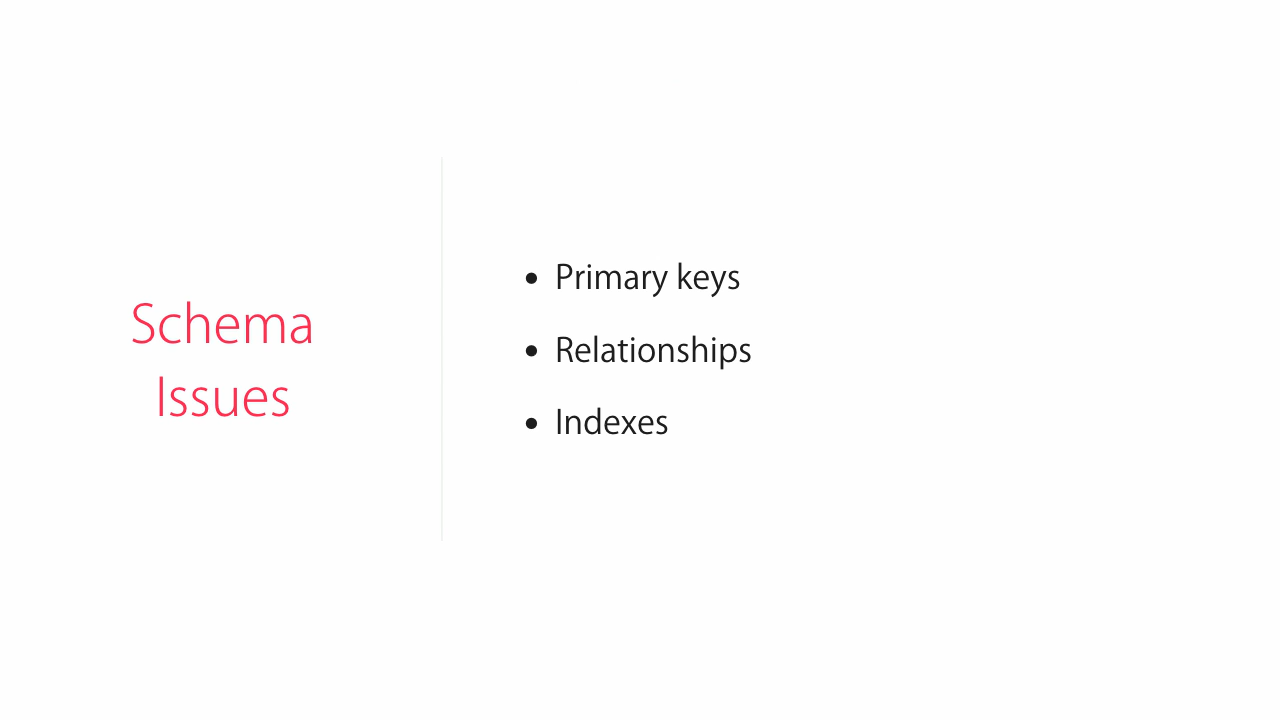 Schema
Issues
• Primary keys
• Relationships
• Indexes